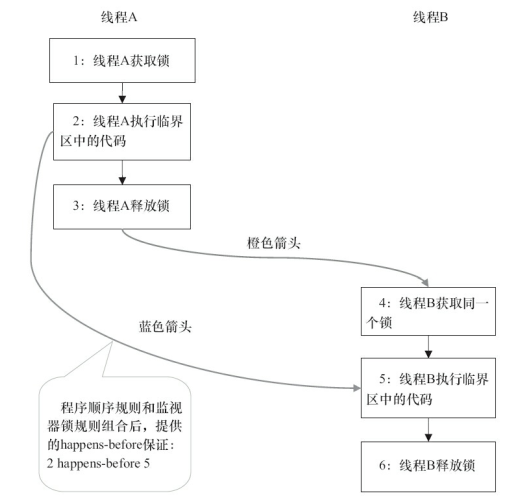 线程A
线程B
1：线程A获取锁
2：线程A执行临界
区中的代码
3：线程A释放锁
橙色箭头
4：线程B获取同一
个锁
蓝色箭头
5：线程B执行临界
区中的代码
程序顺序规则和监视
器锁规则组合后，提供
的happens-before保证：
2 happens-before 5
6：线程B释放锁